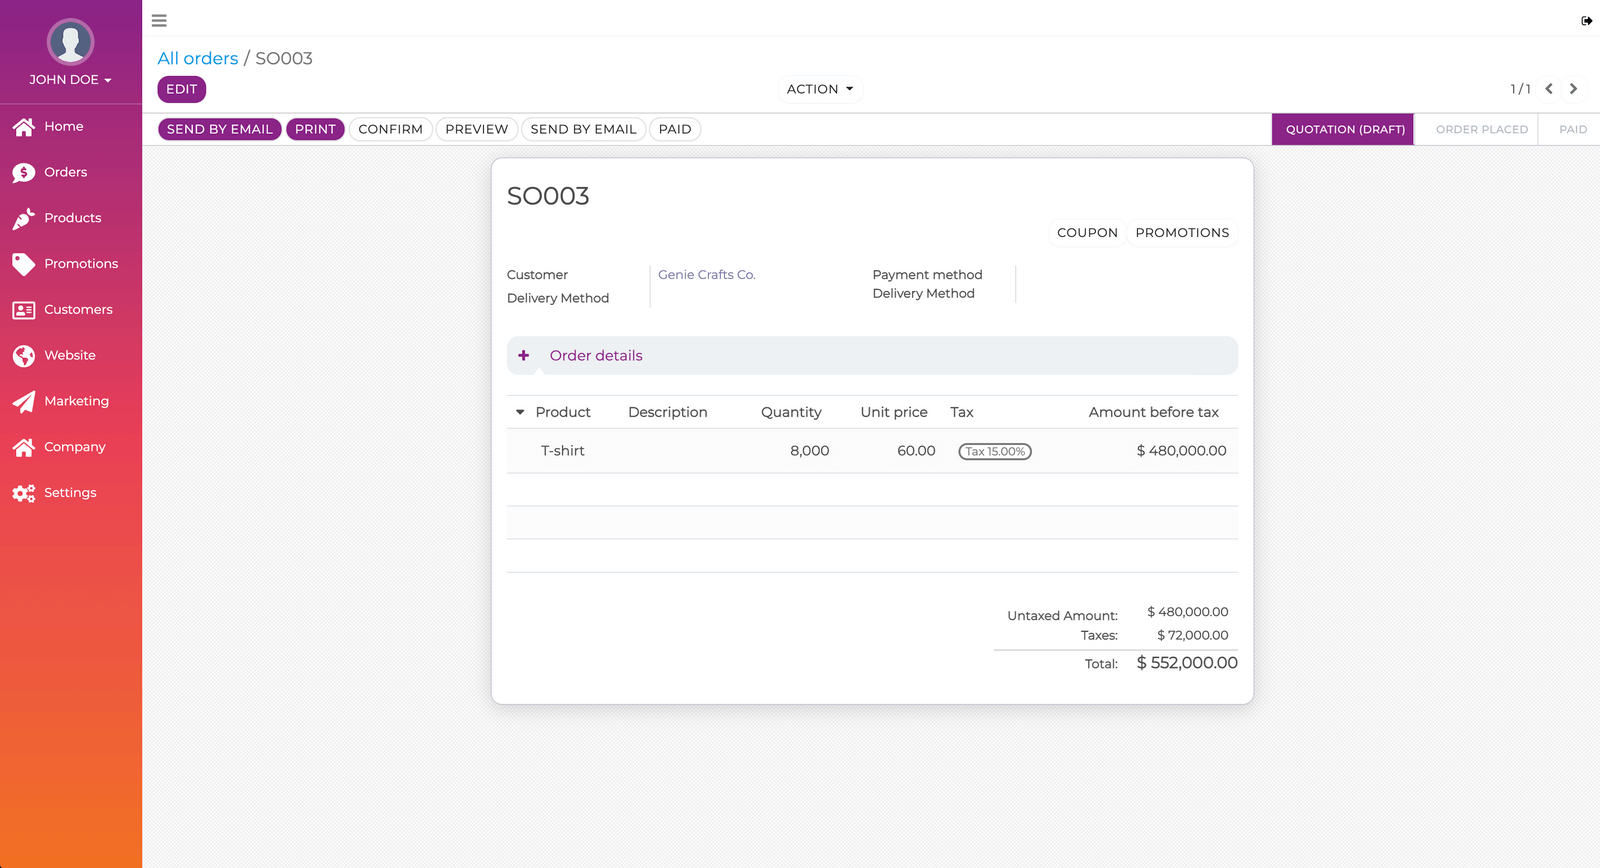 JOHN DOE
Home
Orders
Products
Promotions
Customers
Website
Marketing
Company
Settings
All orders / SO003
EDIT
ACTION
1 / 1
SEND BY EMAIL PRINT CONFIRM PREVIEW SEND BY EMAIL PAID
QUOTATION (DRAFT) ORDER PLACED PAID
SO003
COUPON PROMOTIONS
Customer Genie Crafts Co.
Delivery Method
Payment method
Delivery Method
Order details
Product Description Quantity Unit price Tax Amount before tax
T-shirt 8,000 60.00 Tax 15.00% $ 480,000.00
Untaxed Amount: $ 480,000.00
Taxes: $ 72,000.00
Total: $ 552,000.00